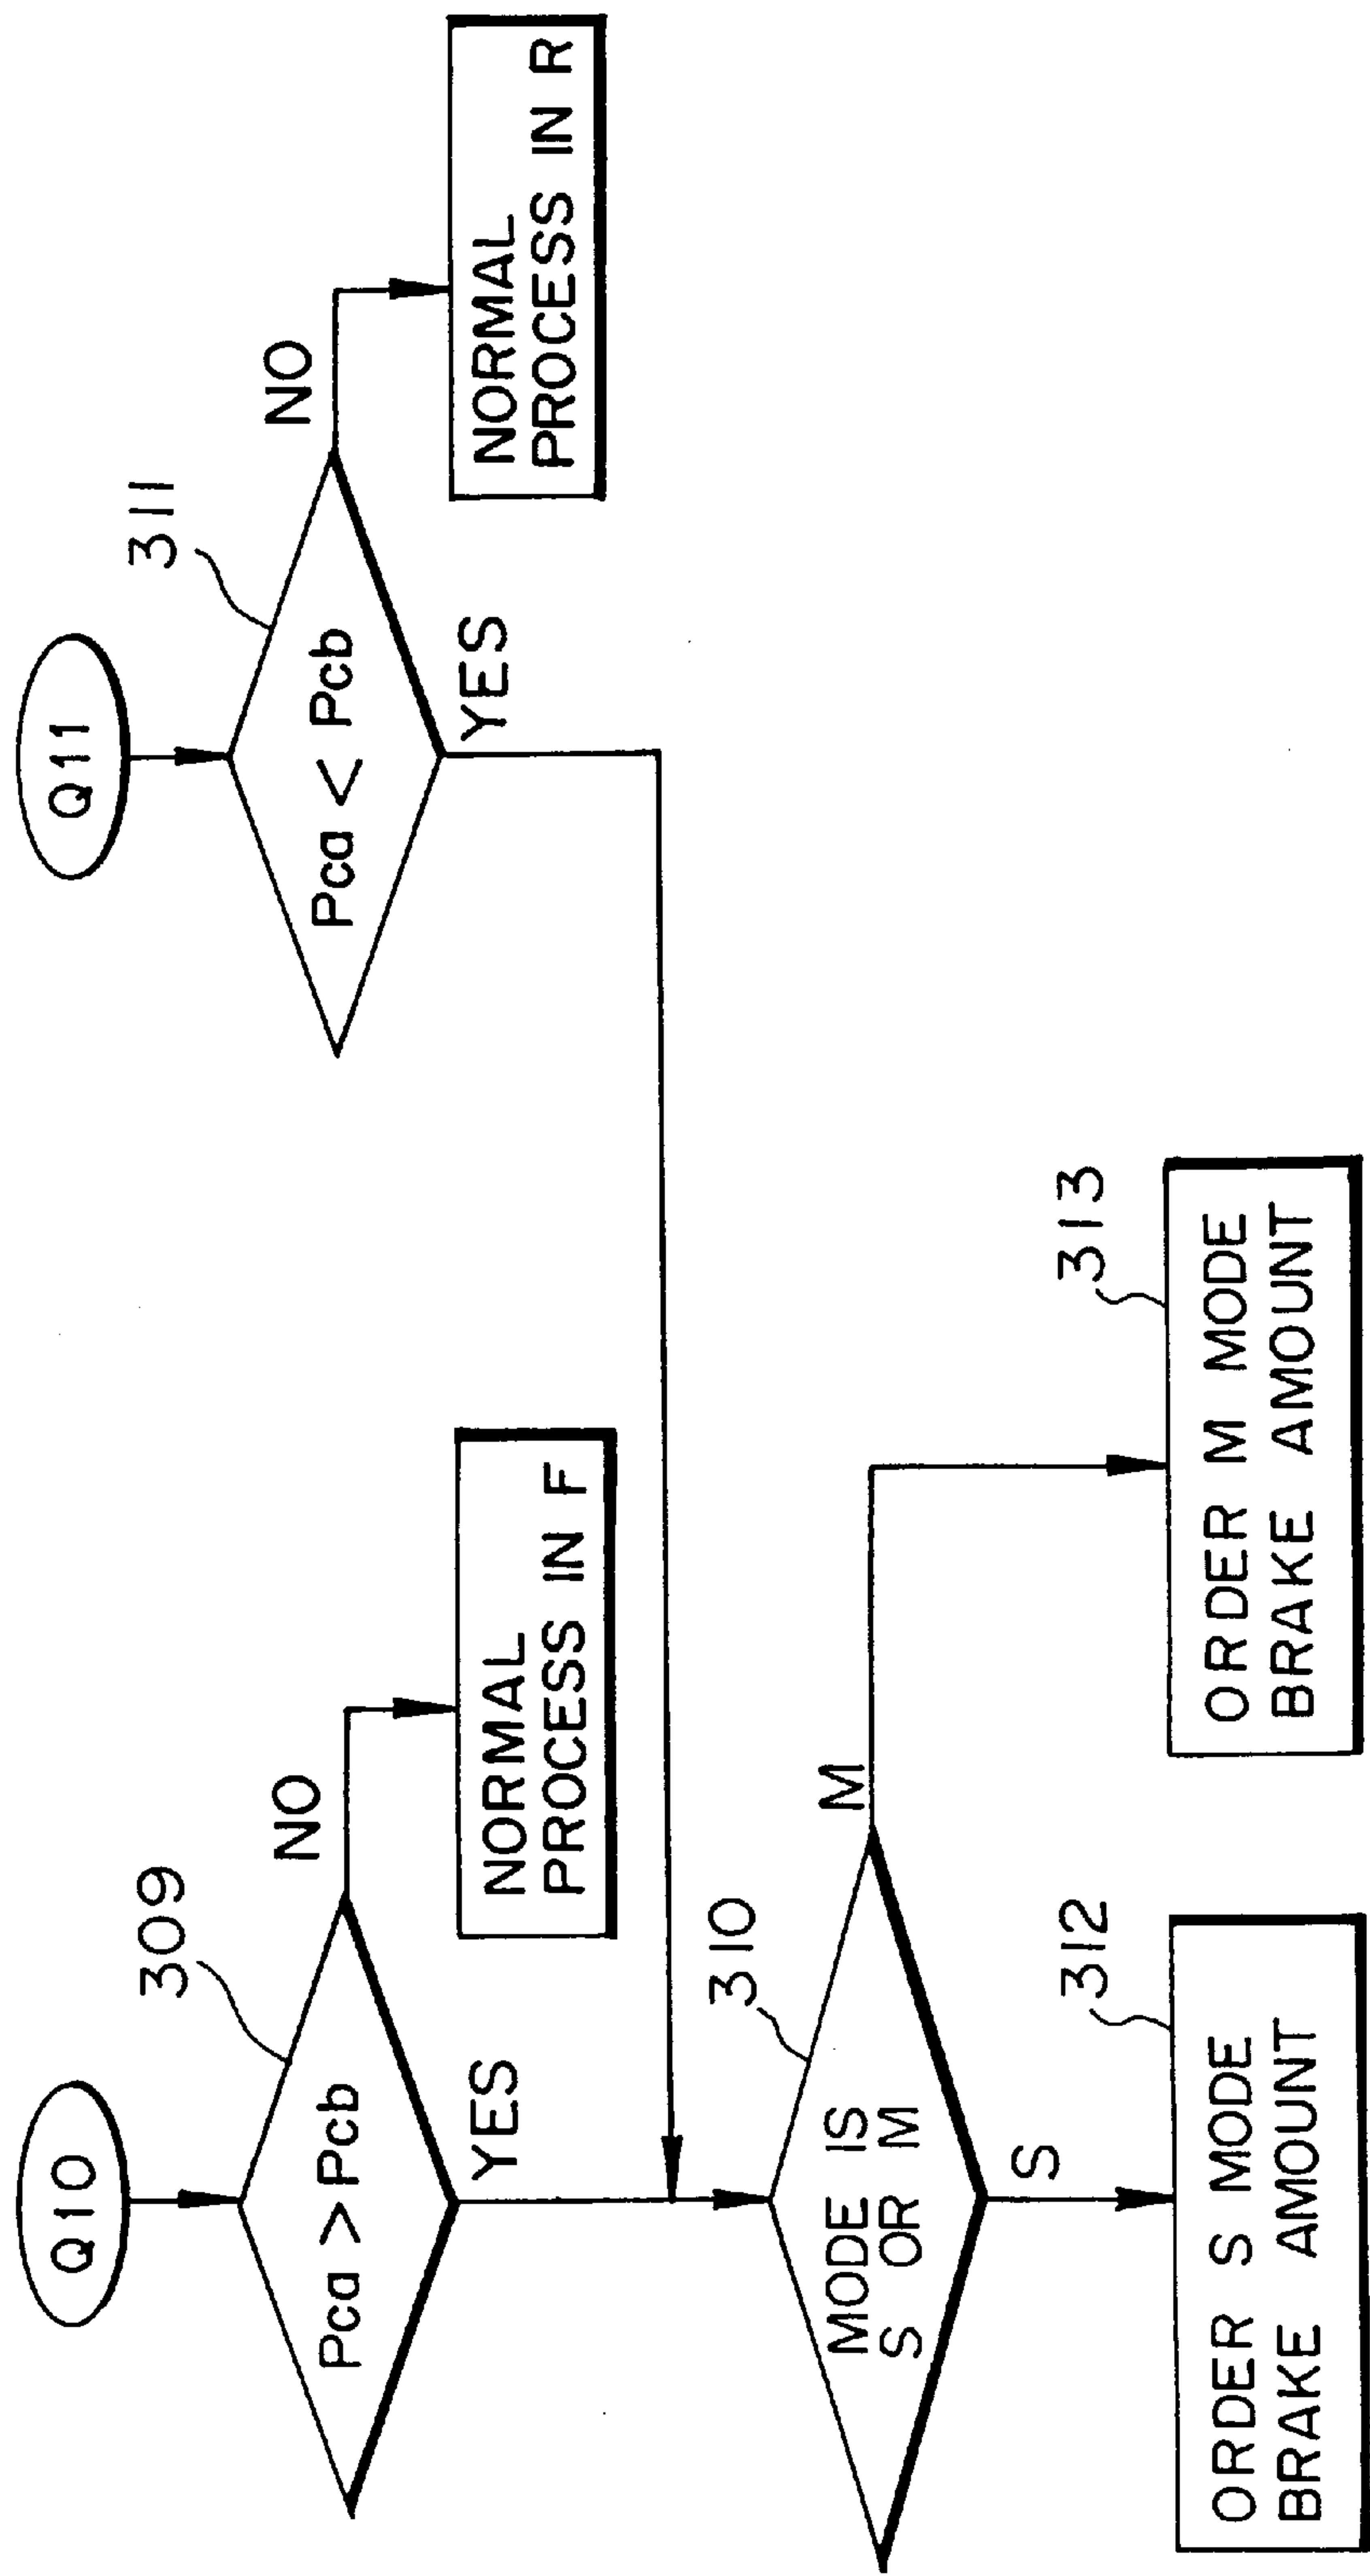 Q10
309
Pca > Pcb
NO
YES
NORMAL
PROCESS IN F
Q11
311
Pca < Pcb
NO
YES
NORMAL
PROCESS IN R
310
MODE IS
S OR M
M
S
312
ORDER S MODE
BRAKE AMOUNT
313
ORDER M MODE
BRAKE AMOUNT